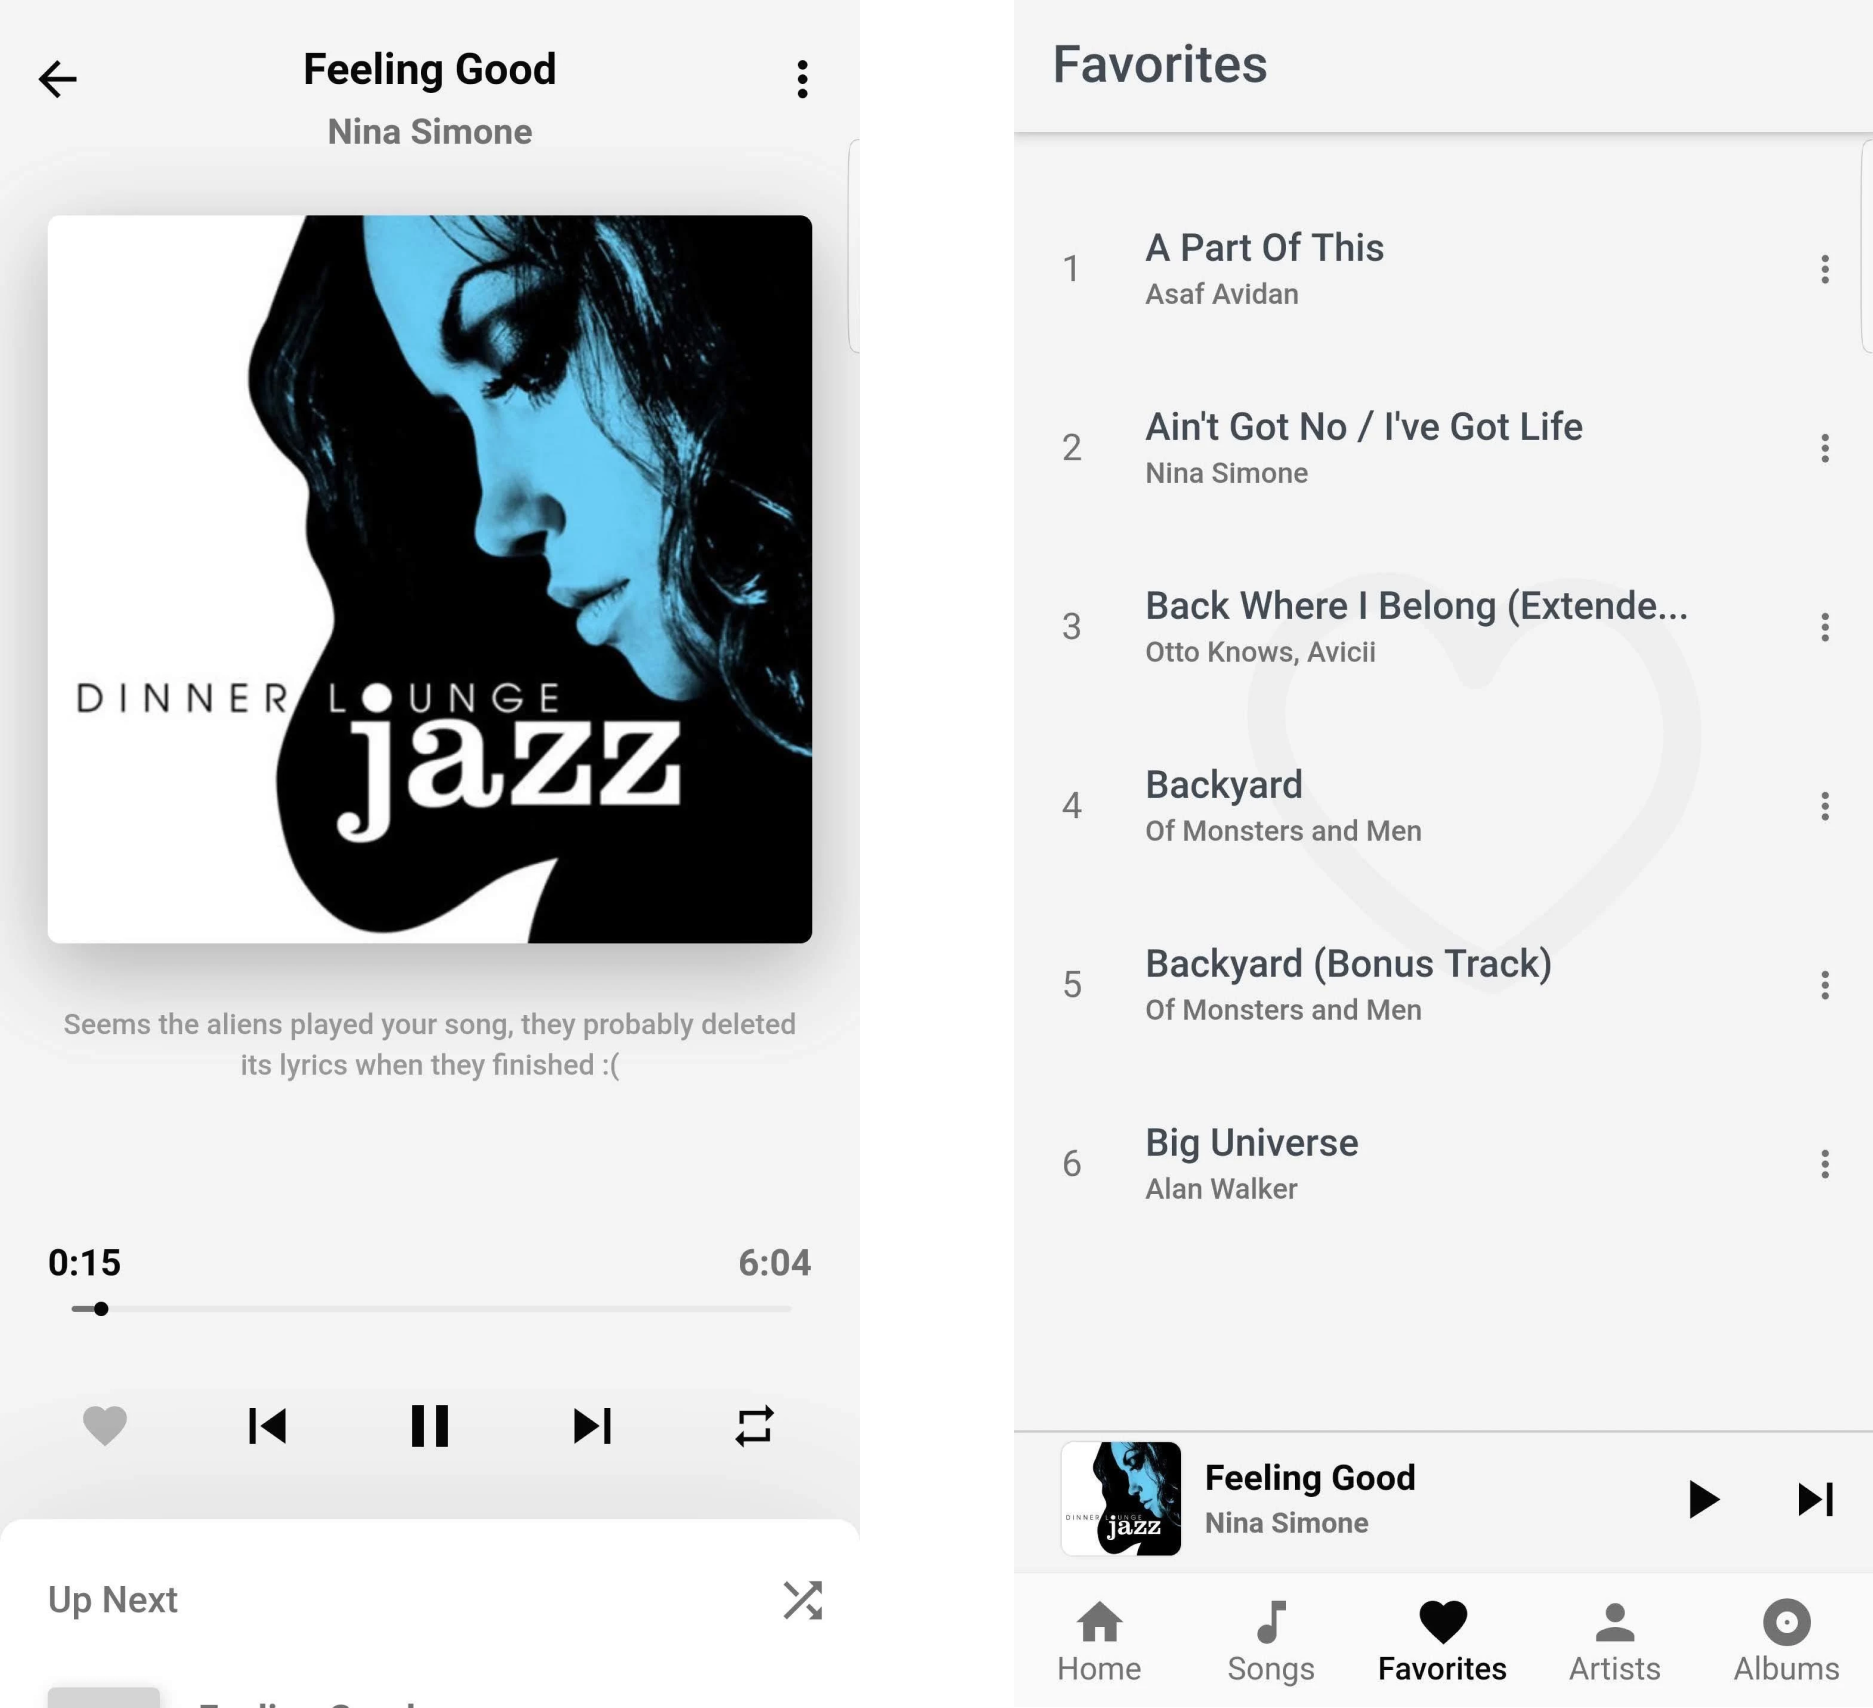 Feeling Good
Nina Simone
DINNER LOUNGE
jazz
Seems the aliens played your song, they probably deleted
its lyrics when they finished :(
0:15
6:04
Up Next
Favorites
1
A Part Of This
Asaf Avidan
2
Ain't Got No / I've Got Life
Nina Simone
3
Back Where I Belong (Extende...
Otto Knows, Avicii
4
Backyard
Of Monsters and Men
5
Backyard (Bonus Track)
Of Monsters and Men
6
Big Universe
Alan Walker
DINNER LOUNGE
jazz
Feeling Good
Nina Simone
Home
Songs
Favorites
Artists
Albums